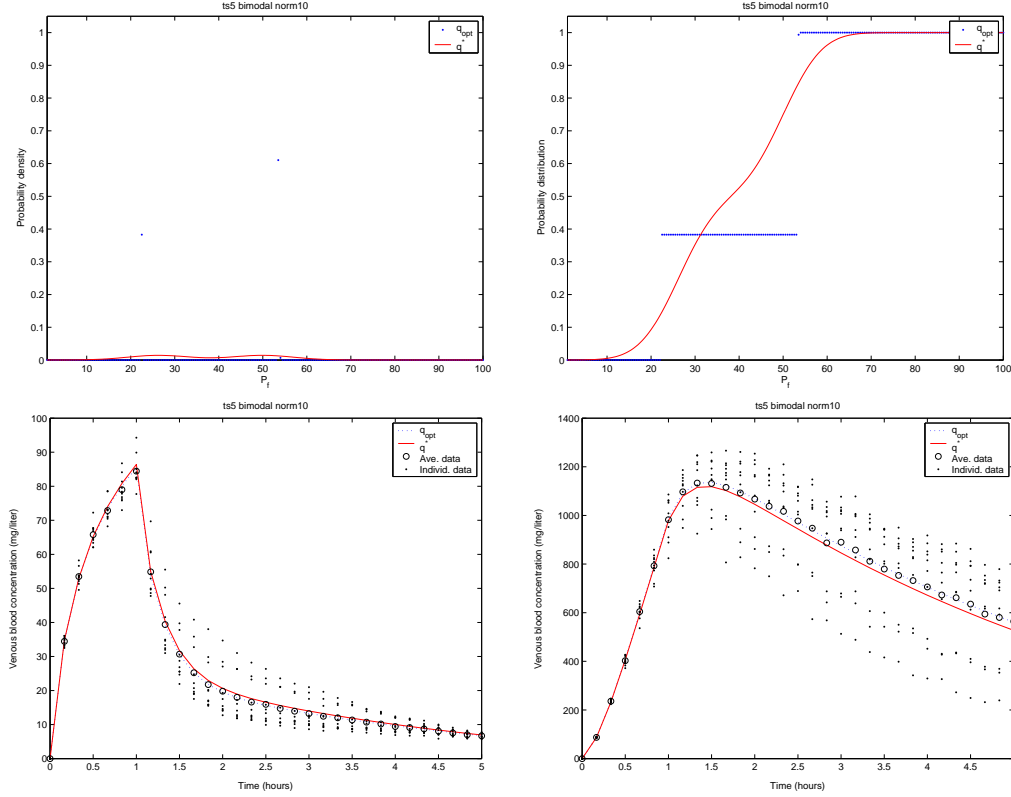 ts5 bimodal norm10
q_opt
q^*
1
0.9
0.8
0.7
0.6
0.5
0.4
0.3
0.2
0.1
0
Probability density
10 20 30 40 50 60 70 80 90 100
P_f
ts5 bimodal norm10
q_opt
q^*
1
0.9
0.8
0.7
0.6
0.5
0.4
0.3
0.2
0.1
0
Probability distribution
10 20 30 40 50 60 70 80 90 100
P_f
ts5 bimodal norm10
q_opt
q^*
Ave. data
Individ. data
100
90
80
70
60
50
40
30
20
10
0
Venous blood concentration (mg/liter)
0 0.5 1 1.5 2 2.5 3 3.5 4 4.5 5
Time (hours)
ts5 bimodal norm10
q_opt
q^*
Ave. data
Individ. data
1400
1200
1000
800
600
400
200
0
Venous blood concentration (mg/liter)
0 0.5 1 1.5 2 2.5 3 3.5 4 4.5
Time (hours)